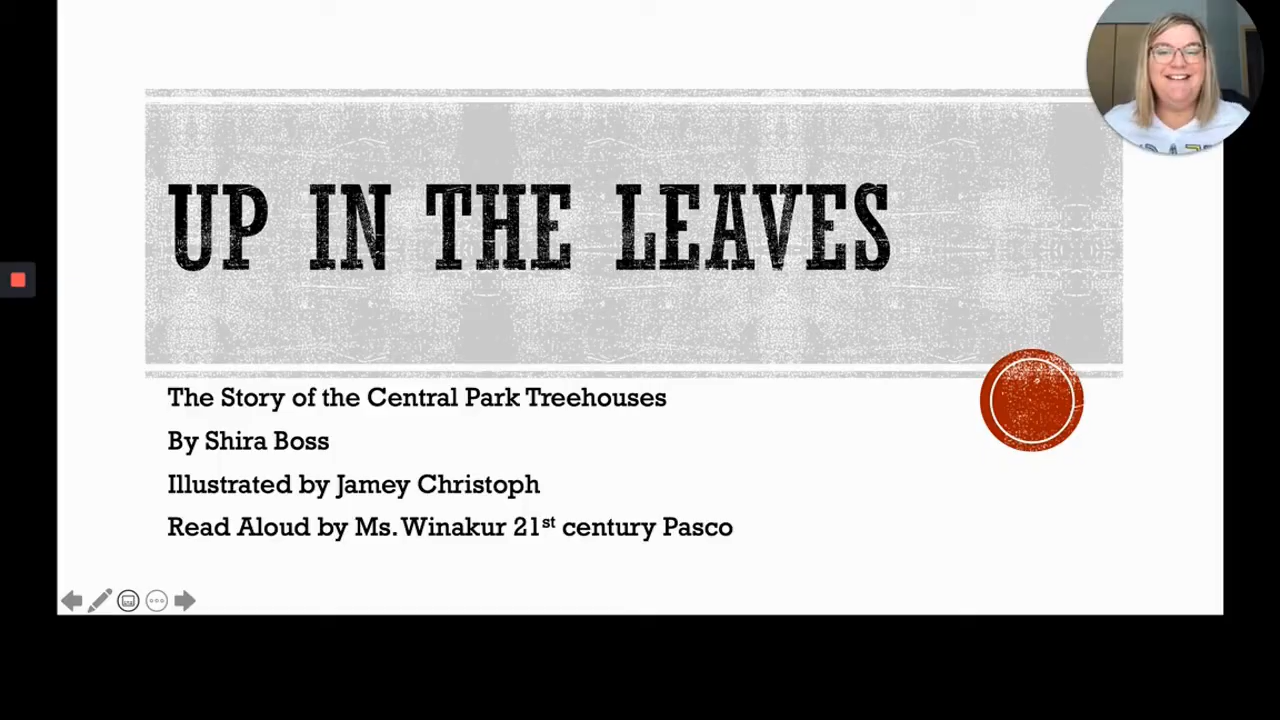 UP IN THE LEAVES
The Story of the Central Park Treehouses
By Shira Boss
Illustrated by Jamey Christoph
Read Aloud by Ms. Winakur 21st century Pasco